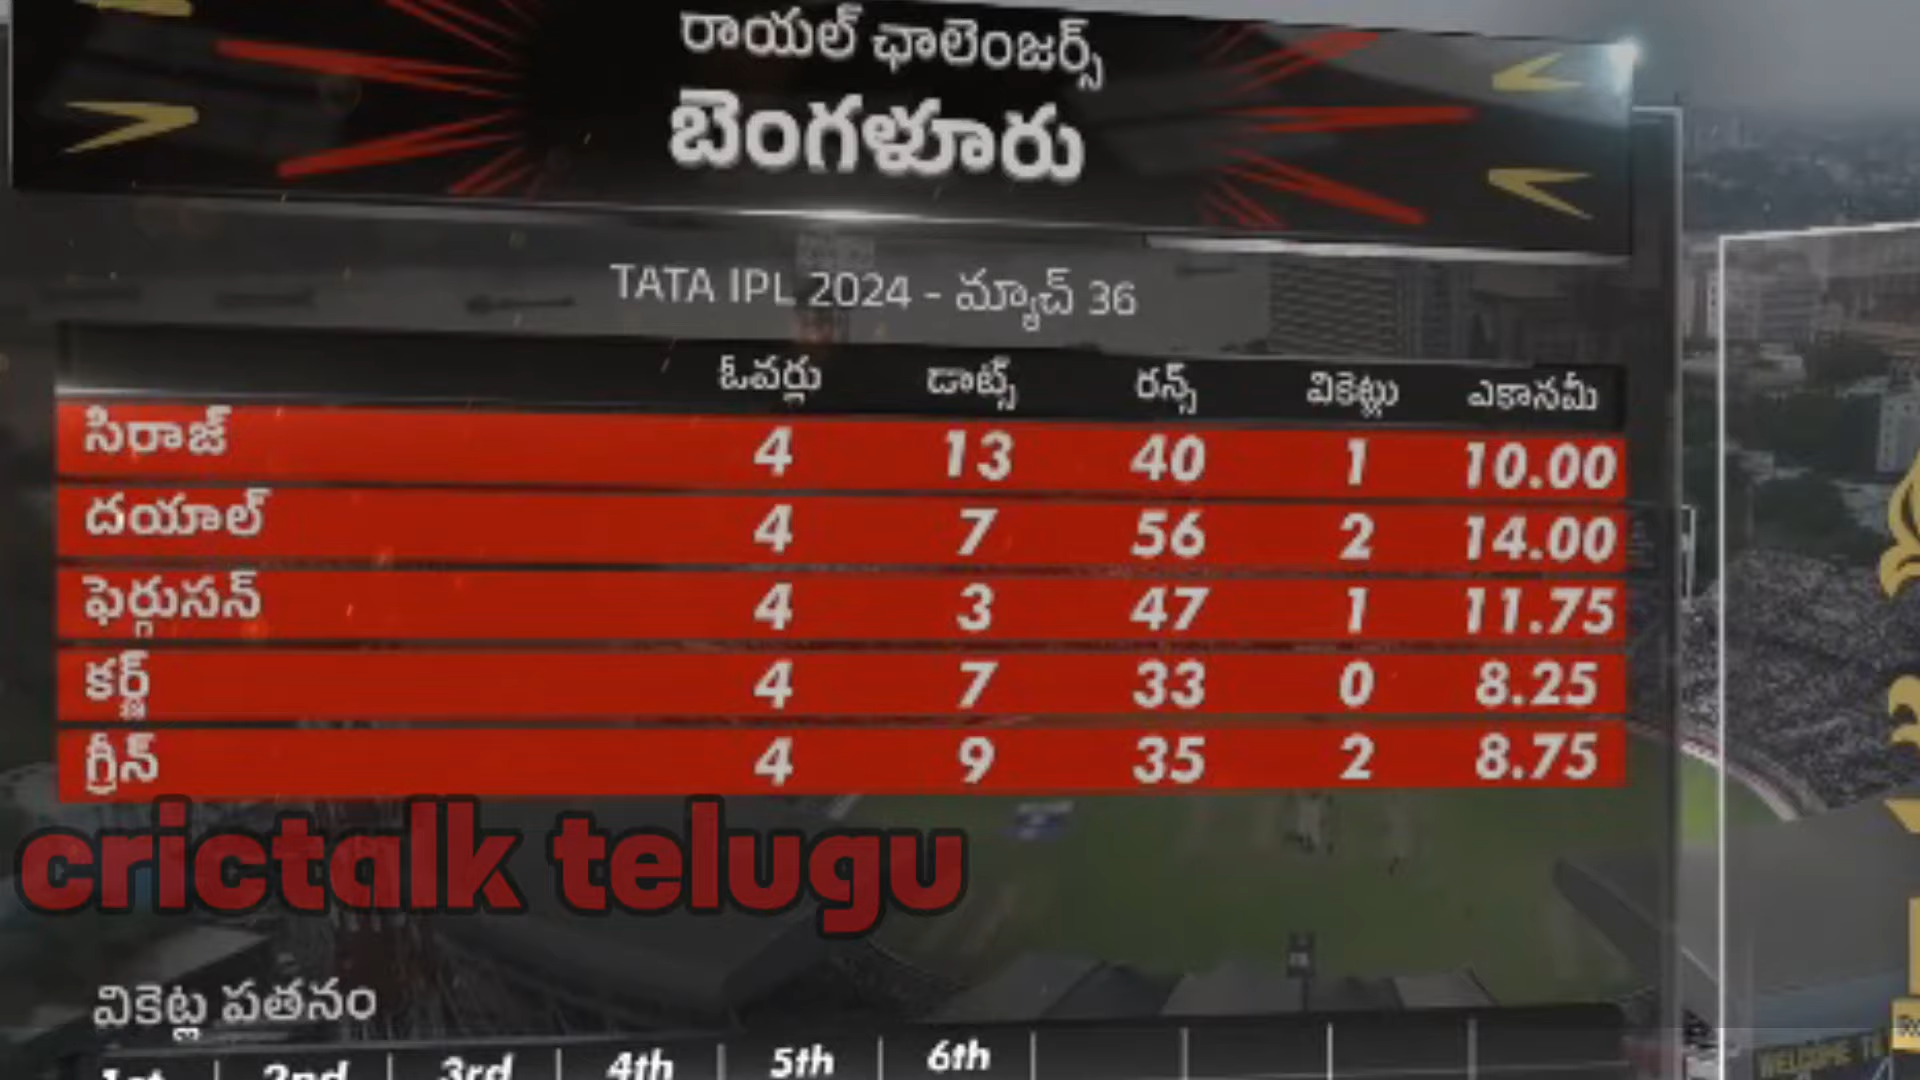 రాయల్ ఛాలెంజర్స్
బెంగళూరు
TATA IPL 2024 - మ్యాచ్ 36
ఓవర్లు డాట్స్ రన్స్ వికెట్లు ఎకానమీ
సిరాజ్ 4 13 40 1 10.00
దయాల్ 4 7 56 2 14.00
ఫెర్గుసన్ 4 3 47 1 11.75
కర్ణ్ 4 7 33 0 8.25
గ్రీన్ 4 9 35 2 8.75
crictalk telugu
వికెట్ల పతనం
1st 2nd 3rd 4th 5th 6th
WELCOME